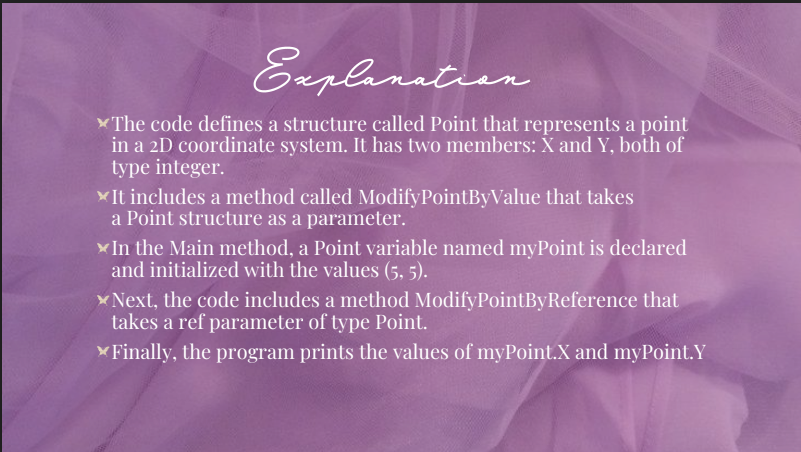 Explanation
The code defines a structure called Point that represents a point
in a 2D coordinate system. It has two members: X and Y, both of
type integer.
It includes a method called ModifyPointByValue that takes
a Point structure as a parameter.
In the Main method, a Point variable named myPoint is declared
and initialized with the values (5, 5).
Next, the code includes a method ModifyPointByReference that
takes a ref parameter of type Point.
Finally, the program prints the values of myPoint.X and myPoint.Y